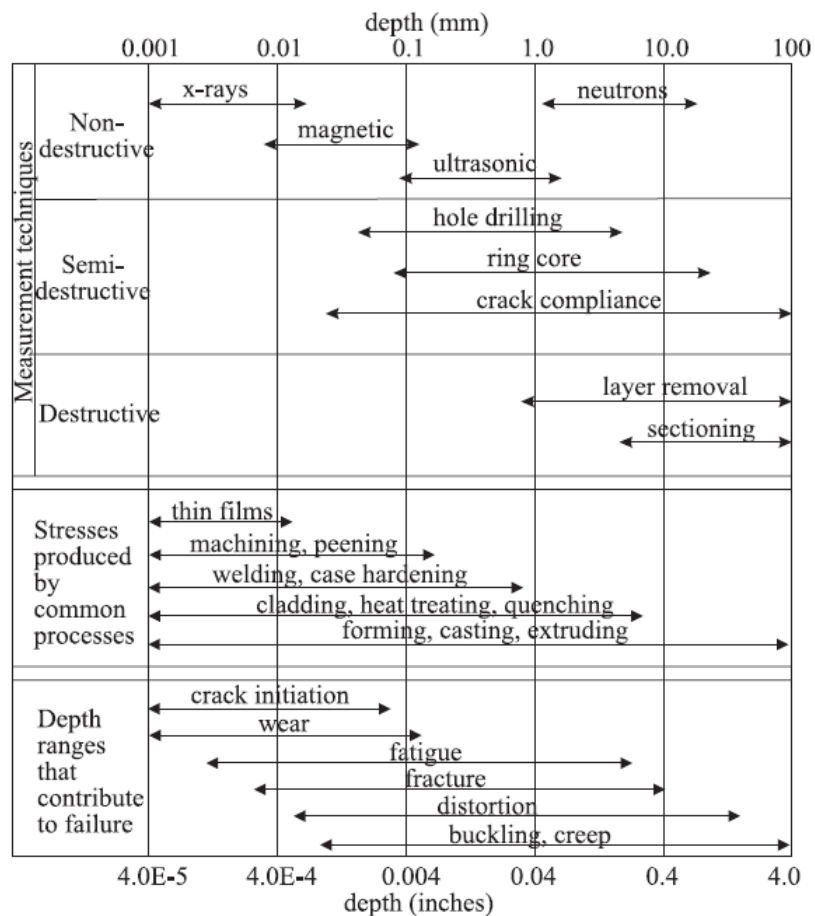 depth (mm)
0.001 0.01 0.1 1.0 10.0 100
Measurement techniques
Non-
destructive
x-rays
neutrons
magnetic
ultrasonic
Semi-
destructive
hole drilling
ring core
crack compliance
Destructive
layer removal
sectioning
Stresses
produced
by
common
processes
thin films
machining, peening
welding, case hardening
cladding, heat treating, quenching
forming, casting, extruding
Depth
ranges
that
contribute
to failure
crack initiation
wear
fatigue
fracture
distortion
buckling, creep
4.0E-5 4.0E-4 0.004 0.04 0.4 4.0
depth (inches)